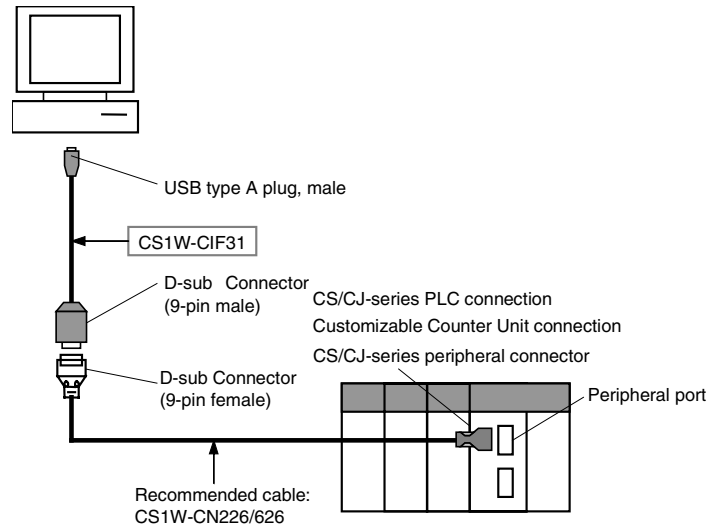 USB type A plug, male
CS1W-CIF31
D-sub Connector
(9-pin male)
CS/CJ-series PLC connection
Customizable Counter Unit connection
CS/CJ-series peripheral connector
D-sub Connector
(9-pin female)
Peripheral port
Recommended cable:
CS1W-CN226/626